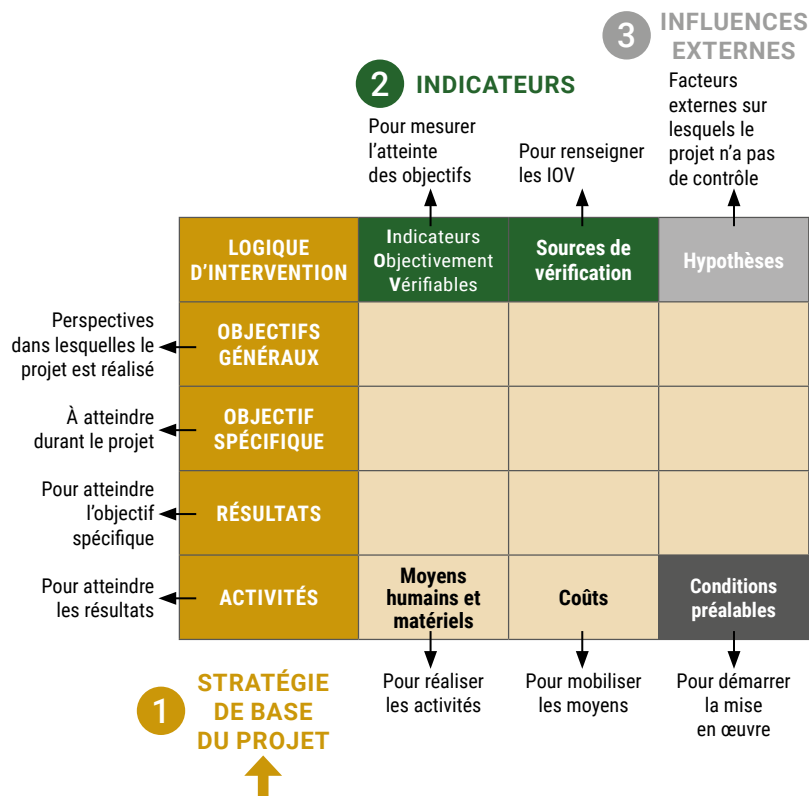 3
INFLUENCES
EXTERNES
2
INDICATEURS
Facteurs
externes sur
lesquels le
projet n'a pas
de contrôle
Pour mesurer
l'atteinte
des objectifs
Pour renseigner
les IOV
LOGIQUE
D'INTERVENTION
Indicateurs
Objectivement
Vérifiables
Sources de
vérification
Hypothèses
Perspectives
dans lesquelles le
projet est réalisé
OBJECTIFS
GÉNÉRAUX
À atteindre
durant le projet
OBJECTIF
SPÉCIFIQUE
Pour atteindre
l'objectif
spécifique
RÉSULTATS
Pour atteindre
les résultats
ACTIVITÉS
Moyens
humains et
matériels
Coûts
Conditions
préalables
1
STRATÉGIE
DE BASE
DU PROJET
Pour réaliser
les activités
Pour mobiliser
les moyens
Pour démarrer
la mise
en œuvre